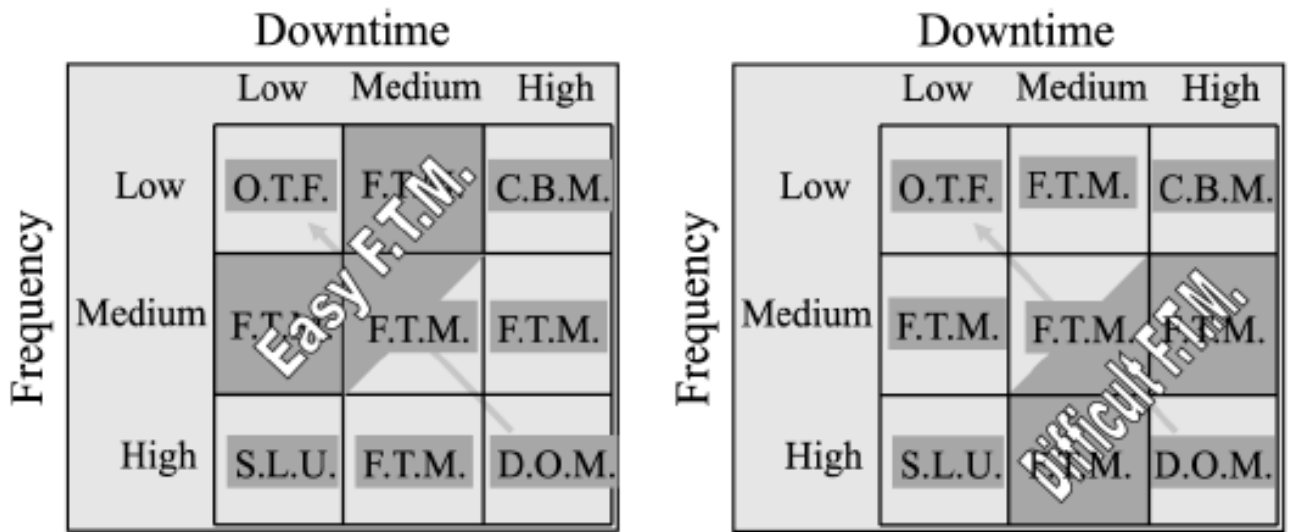 Downtime
Low Medium High
Frequency
Low O.T.F. F.T.M. C.B.M.
Medium F.T.M. F.T.M. F.T.M.
High S.L.U. F.T.M. D.O.M.
Easy F.T.M.
Downtime
Low Medium High
Frequency
Low O.T.F. F.T.M. C.B.M.
Medium F.T.M. F.T.M. F.T.M.
High S.L.U. F.T.M. D.O.M.
Difficult F.T.M.